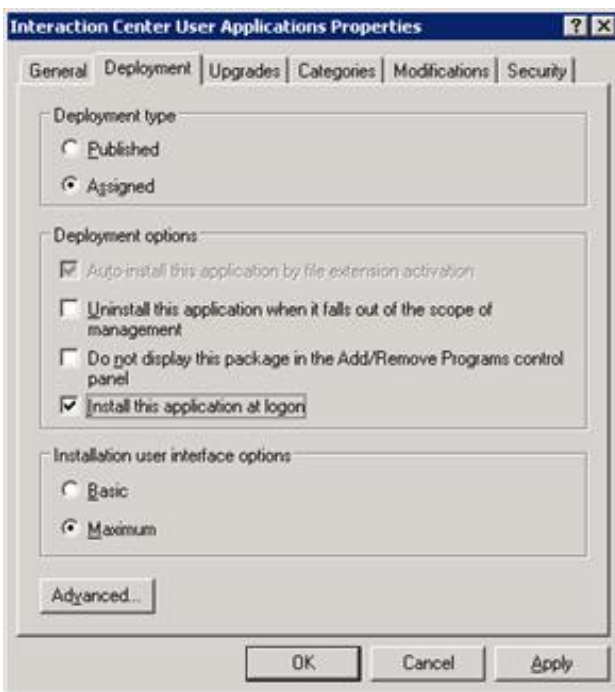 Interaction Center User Applications Properties
General Deployment Upgrades Categories Modifications Security
Deployment type
Published
Assigned
Deployment options
Auto-install this application by file extension activation
Uninstall this application when it falls out of the scope of
management
Do not display this package in the Add/Remove Programs control
panel
Install this application at logon
Installation user interface options
Basic
Maximum
Advanced...
OK Cancel Apply